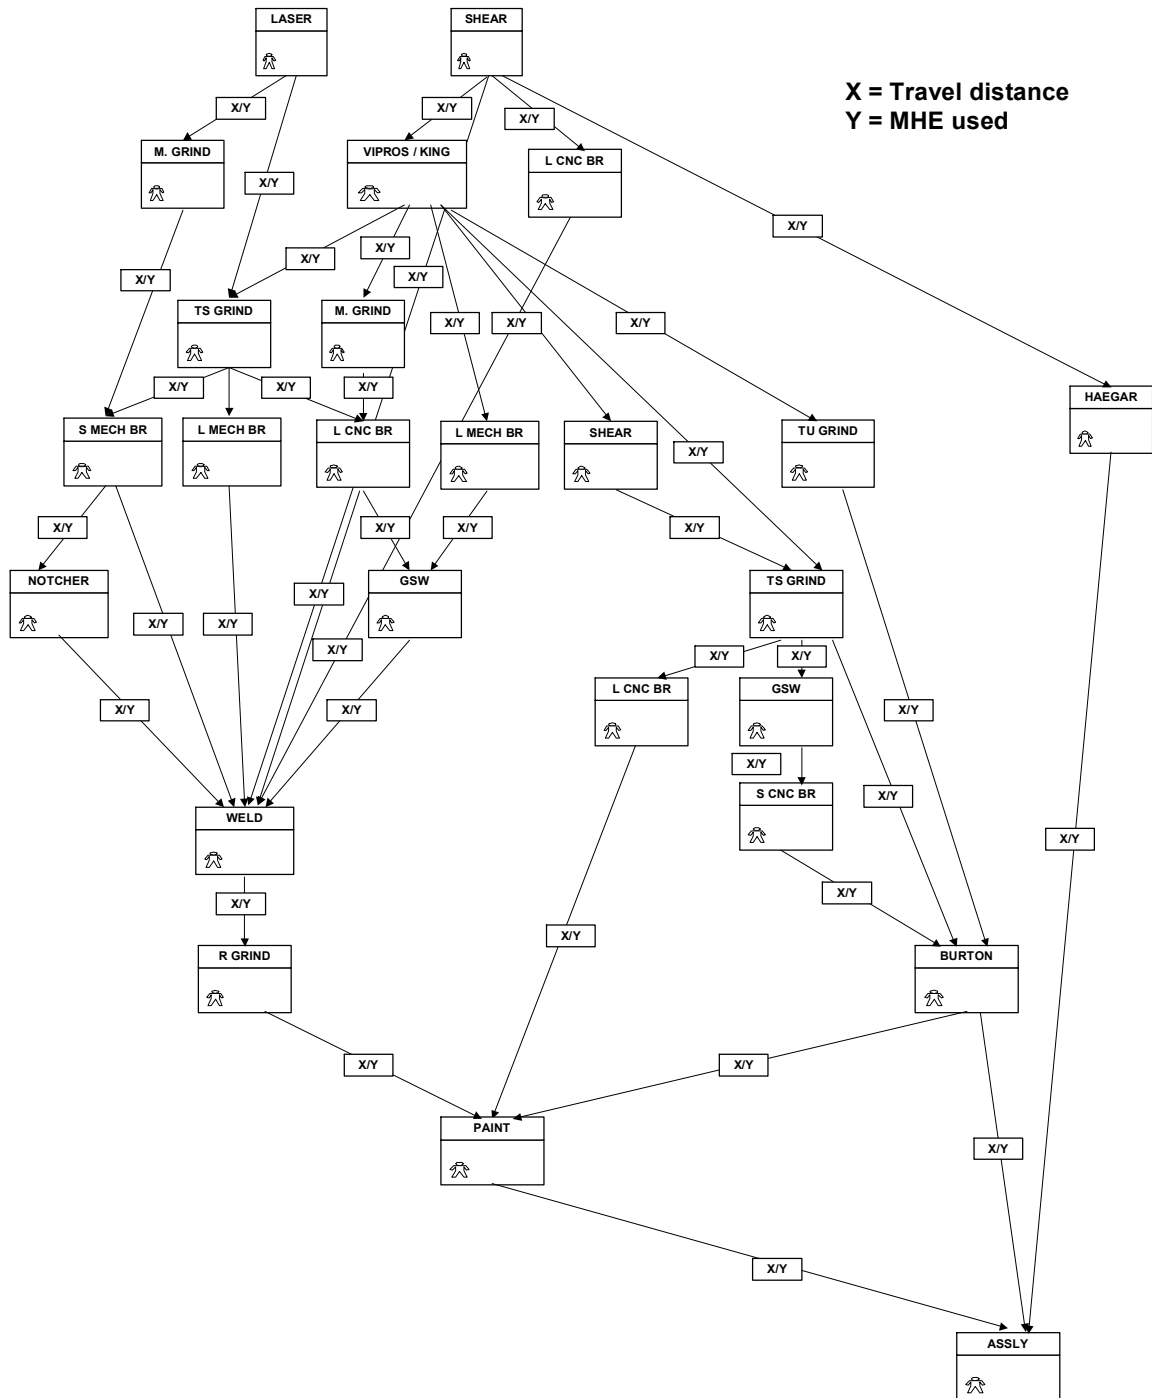 LASER
SHEAR
X = Travel distance
Y = MHE used
X/Y
X/Y
X/Y
M. GRIND
VIPROS / KING
L CNC BR
X/Y
X/Y
X/Y
X/Y
X/Y
X/Y
TS GRIND
M. GRIND
X/Y
X/Y
X/Y
X/Y
X/Y
X/Y
HAEGAR
S MECH BR
L MECH BR
L CNC BR
L MECH BR
SHEAR
TU GRIND
X/Y
X/Y
X/Y
X/Y
X/Y
NOTCHER
GSW
TS GRIND
X/Y
X/Y
X/Y
X/Y
X/Y
X/Y
L CNC BR
GSW
X/Y
X/Y
X/Y
X/Y
S CNC BR
X/Y
WELD
X/Y
X/Y
X/Y
X/Y
R GRIND
BURTON
X/Y
X/Y
PAINT
X/Y
X/Y
ASSLY